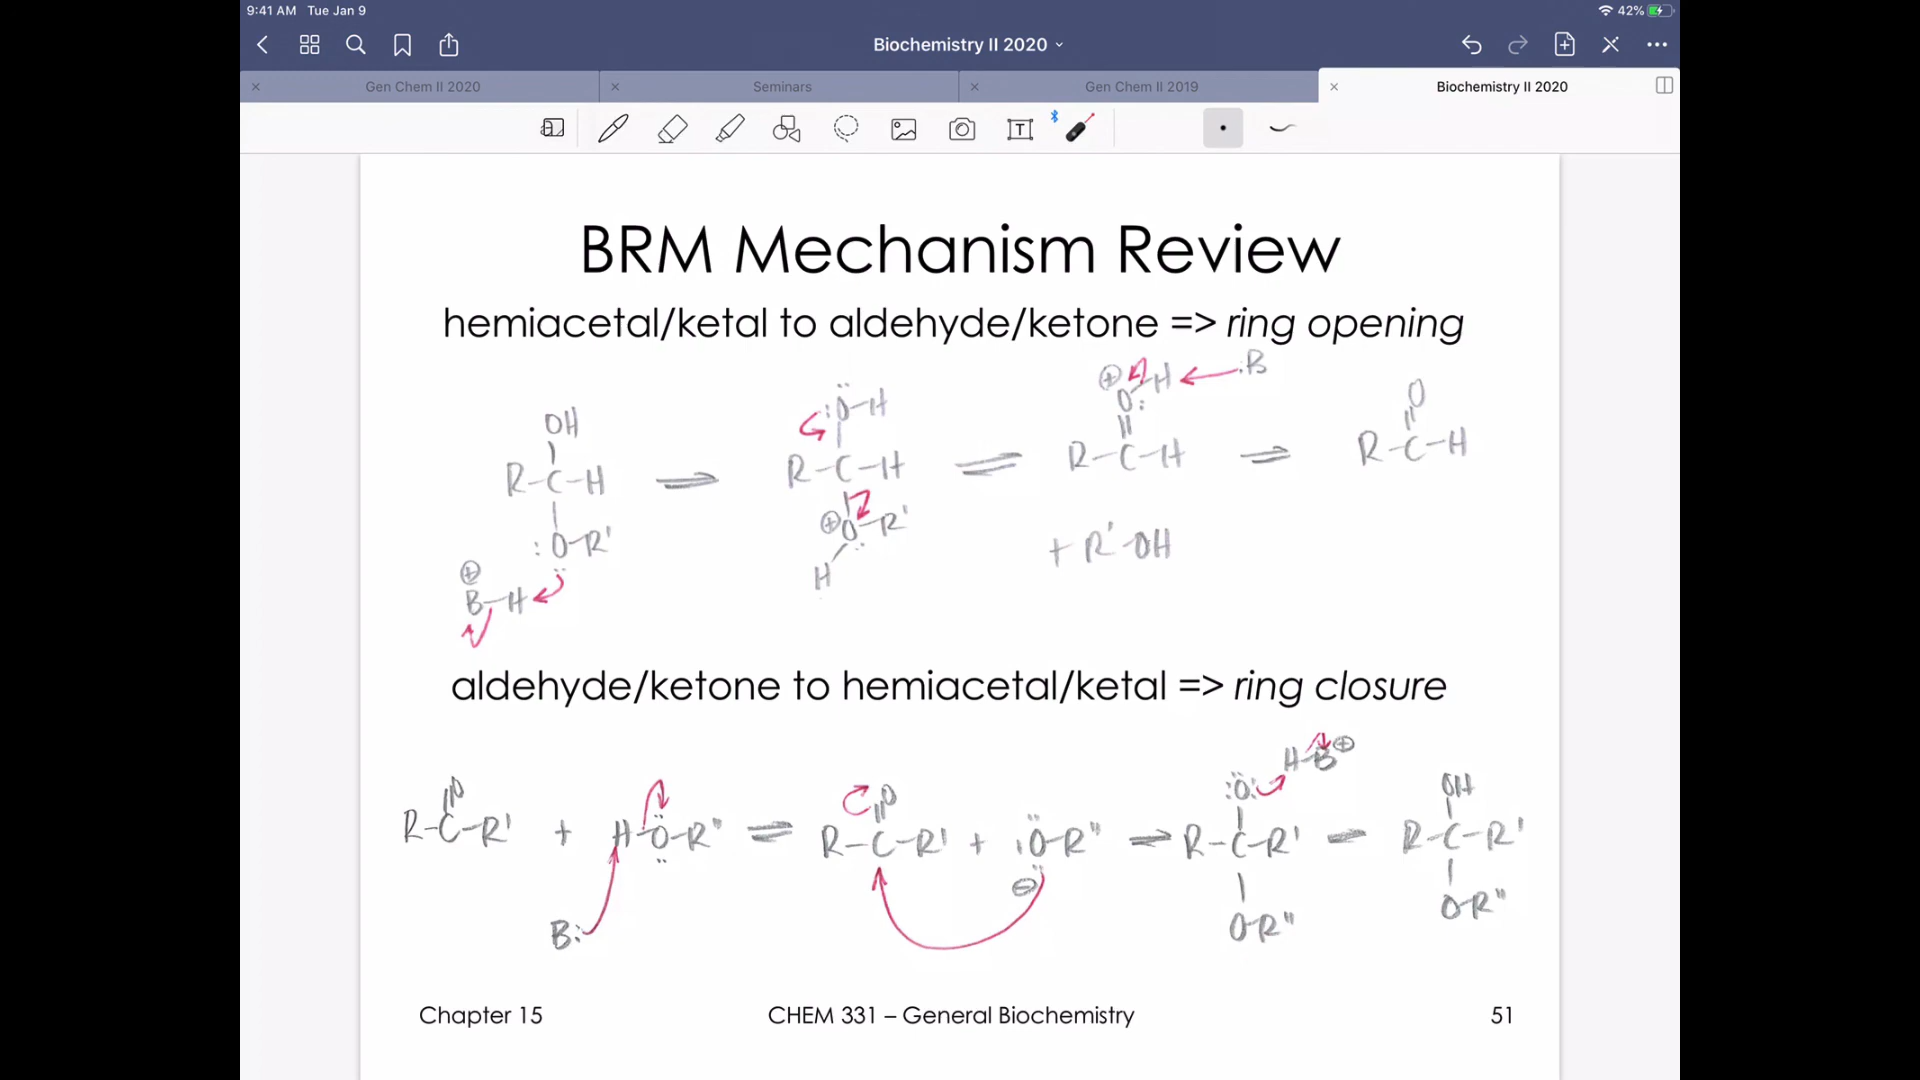 9:41 AM Tue Jan 9
42%
Biochemistry II 2020
Gen Chem II 2020
Seminars
Gen Chem II 2019
Biochemistry II 2020
T
BRM Mechanism Review
hemiacetal/ketal to aldehyde/ketone => ring opening
⊕ O-H :B
OH :O-H O
R-C-H ⇌ R-C-H ⇌ R-C-H ⇌ R-C-H
:O-R' ⊕O-R' + R'-OH
⊕ H
B-H
aldehyde/ketone to hemiacetal/ketal => ring closure
H-B⊕
O O :O: OH
R-C-R' + H-O-R" ⇌ R-C-R' + :O-R" ⇌ R-C-R' ⇌ R-C-R'
B: ⊖ OR" OR"
Chapter 15
CHEM 331 – General Biochemistry
51